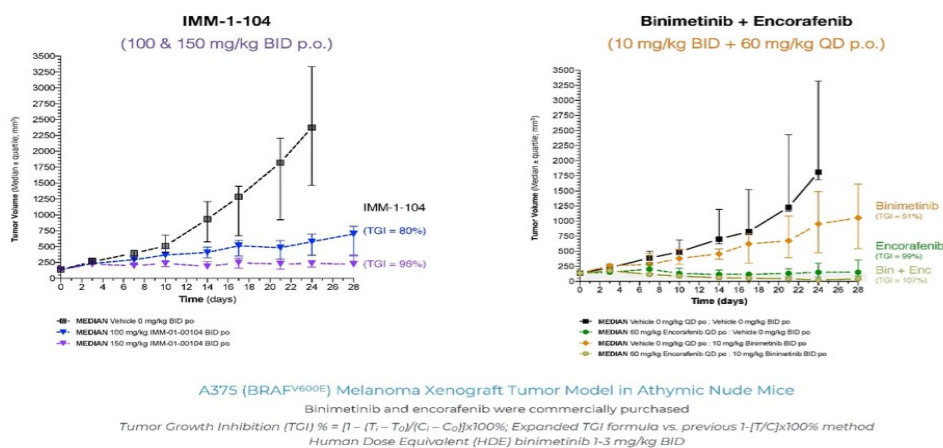 IMM-1-104
(100 & 150 mg/kg BID p.o.)
3500
3250
3000
2750
2500
2250
2000
1750
1500
1250
1000
750
500
250
0
Tumor Volume (Median ± quartile; mm³)
0 2 4 6 8 10 12 14 16 18 20 22 24 26 28
Time (days)
IMM-1-104
(TGI = 80%)
(TGI = 96%)
MEDIAN Vehicle 0 mg/kg BID po
MEDIAN 100 mg/kg IMM-01-00104 BID po
MEDIAN 150 mg/kg IMM-01-00104 BID po
Binimetinib + Encorafenib
(10 mg/kg BID + 60 mg/kg QD p.o.)
3500
3250
3000
2750
2500
2250
2000
1750
1500
1250
1000
750
500
250
0
Tumor Volume (Median ± quartile; mm³)
0 2 4 6 8 10 12 14 16 18 20 22 24 26 28
Time (days)
Binimetinib
(TGI = 51%)
Encorafenib
(TGI = 99%)
Bin + Enc
(TGI = 107%)
MEDIAN Vehicle 0 mg/kg QD po : Vehicle 0 mg/kg BID po
MEDIAN 60 mg/kg Encorafenib QD po : Vehicle 0 mg/kg BID po
MEDIAN Vehicle 0 mg/kg QD po : 10 mg/kg Binimetinib BID po
MEDIAN 60 mg/kg Encorafenib QD po : 10 mg/kg Binimetinib BID po
A375 (BRAFV600E) Melanoma Xenograft Tumor Model in Athymic Nude Mice
Binimetinib and encorafenib were commercially purchased
Tumor Growth Inhibition (TGI) % = [1 – (Tᵢ – T₀)/(Cᵢ – C₀)]x100%; Expanded TGI formula vs. previous 1-[T/C]x100% method
Human Dose Equivalent (HDE) binimetinib 1-3 mg/kg BID